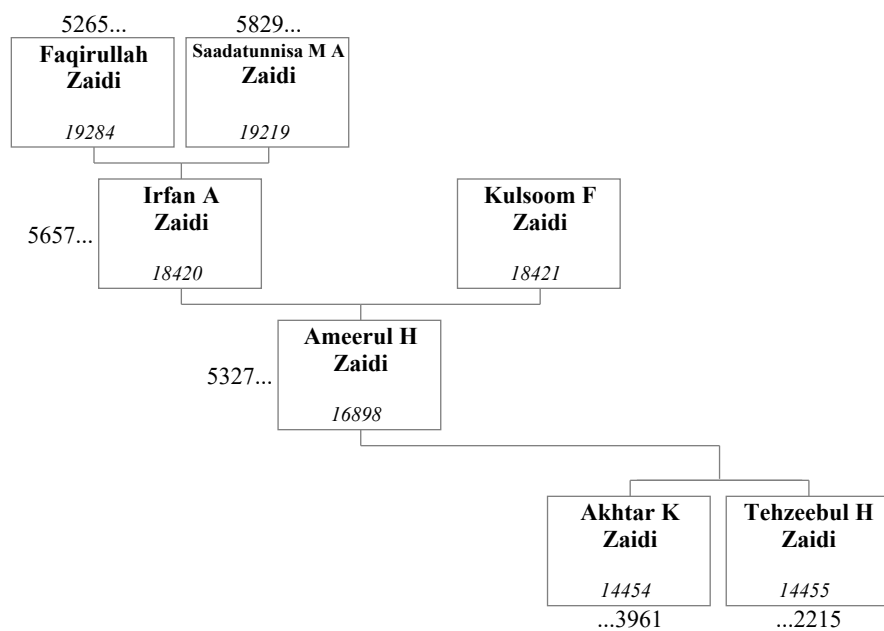 5265...
5829...
Faqirullah
Zaidi
19284
Saadatunnisa M A
Zaidi
19219
5657...
Irfan A
Zaidi
18420
Kulsoom F
Zaidi
18421
5327...
Ameerul H
Zaidi
16898
Akhtar K
Zaidi
14454
...3961
Tehzeebul H
Zaidi
14455
...2215